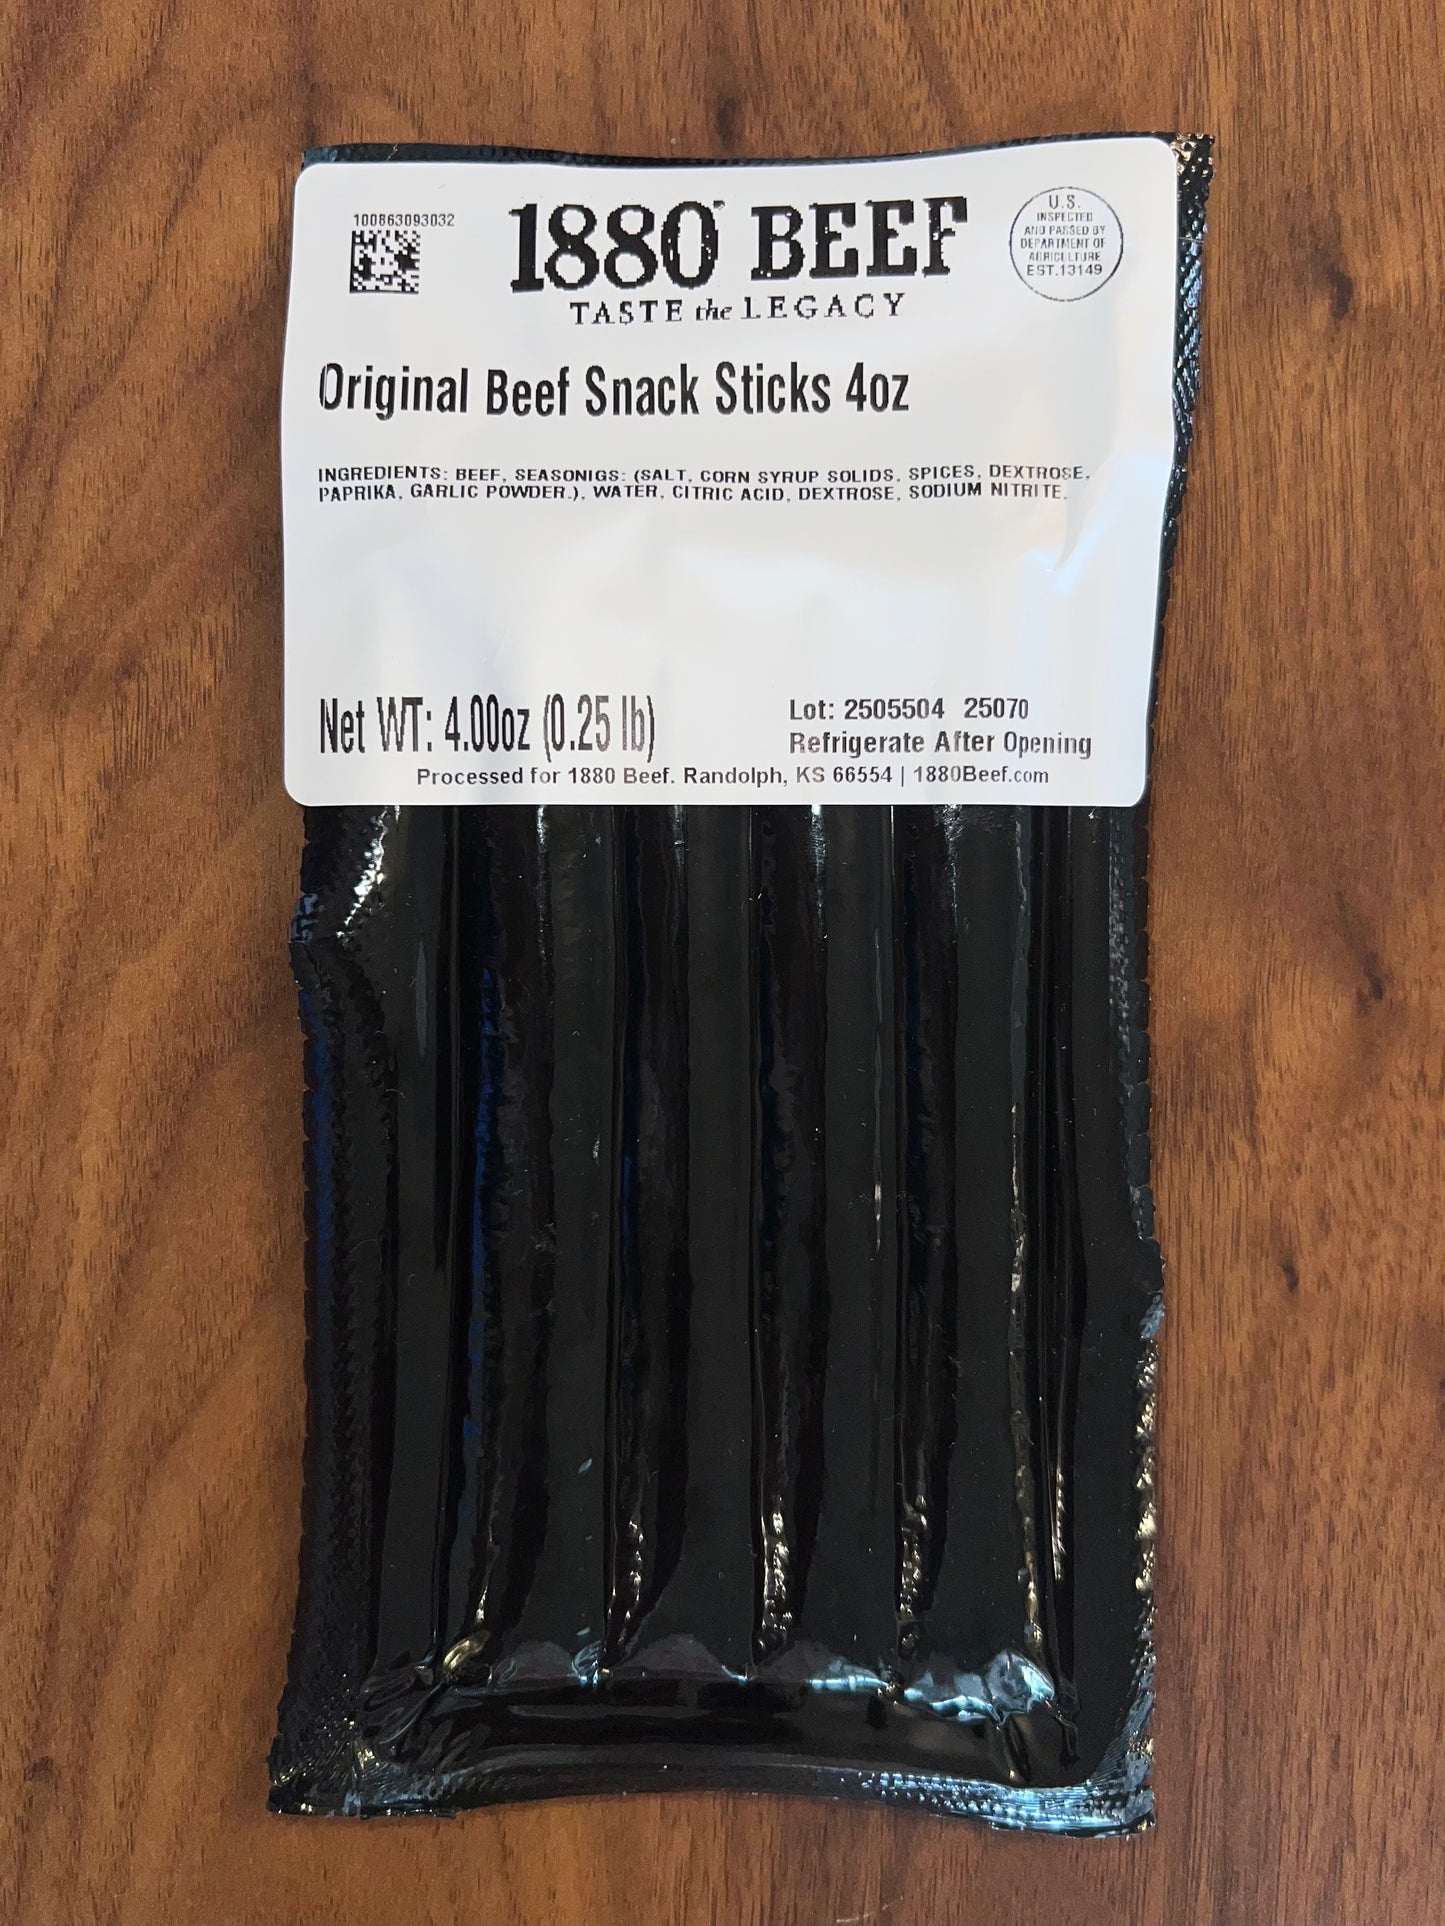 100863093032
1880 BEEF
TASTE the LEGACY
U.S.
INSPECTED
AND PASSED BY
DEPARTMENT OF
AGRICULTURE
EST.13149
Original Beef Snack Sticks 4oz
INGREDIENTS: BEEF, SEASONIGS: (SALT, CORN SYRUP SOLIDS, SPICES, DEXTROSE,
PAPRIKA, GARLIC POWDER.), WATER, CITRIC ACID, DEXTROSE, SODIUM NITRITE.
Net WT: 4.00oz (0.25 lb)
Lot: 2505504 25070
Refrigerate After Opening
Processed for 1880 Beef. Randolph, KS 66554 | 1880Beef.com